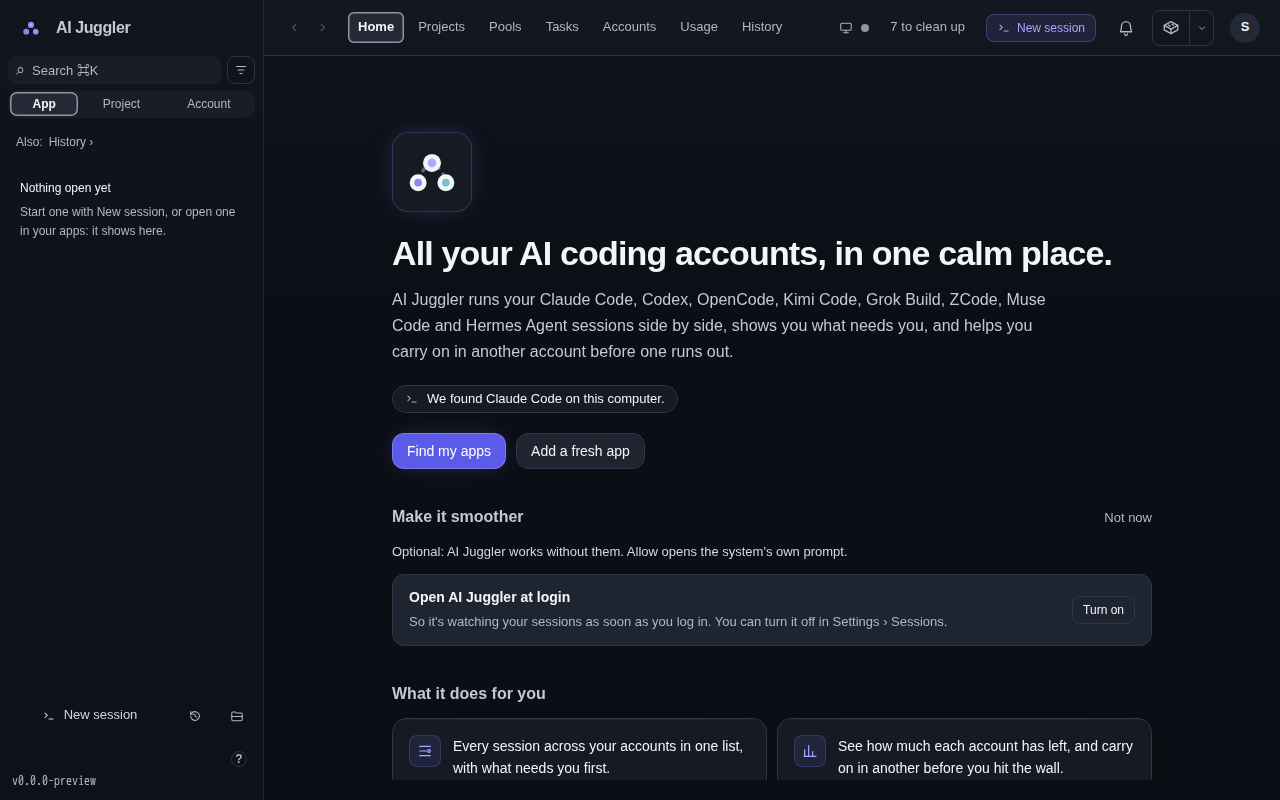 AI Juggler
Search ⌘K
App Project Account
Also: History ›
Nothing open yet
Start one with New session, or open one
in your apps: it shows here.
New session
?
v0.0.0-preview
Home Projects Pools Tasks Accounts Usage History
7 to clean up
New session
S
All your AI coding accounts, in one calm place.
AI Juggler runs your Claude Code, Codex, OpenCode, Kimi Code, Grok Build, ZCode, Muse
Code and Hermes Agent sessions side by side, shows you what needs you, and helps you
carry on in another account before one runs out.
We found Claude Code on this computer.
Find my apps Add a fresh app
Make it smoother Not now
Optional: AI Juggler works without them. Allow opens the system's own prompt.
Open AI Juggler at login
So it's watching your sessions as soon as you log in. You can turn it off in Settings › Sessions.
Turn on
What it does for you
Every session across your accounts in one list,
with what needs you first.
See how much each account has left, and carry
on in another before you hit the wall.